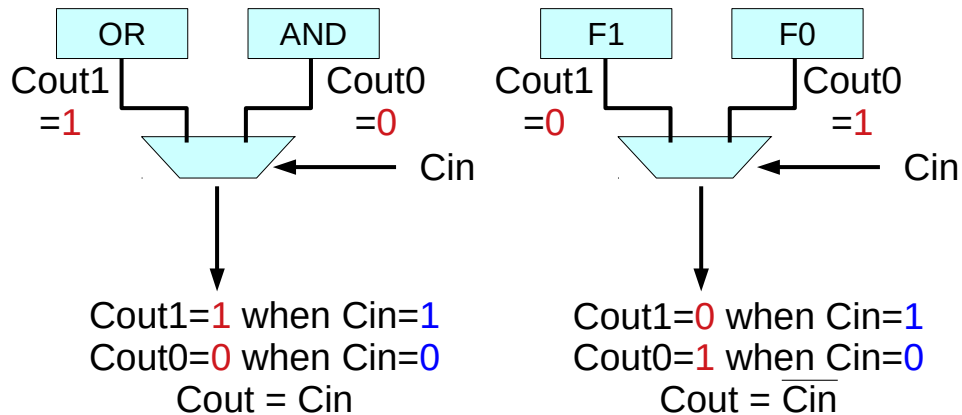 OR AND
Cout1 Cout0
=1 =0
Cin
Cout1=1 when Cin=1
Cout0=0 when Cin=0
Cout = Cin
F1 F0
Cout1 Cout0
=0 =1
Cin
Cout1=0 when Cin=1
Cout0=1 when Cin=0
Cout = C̅i̅n̅